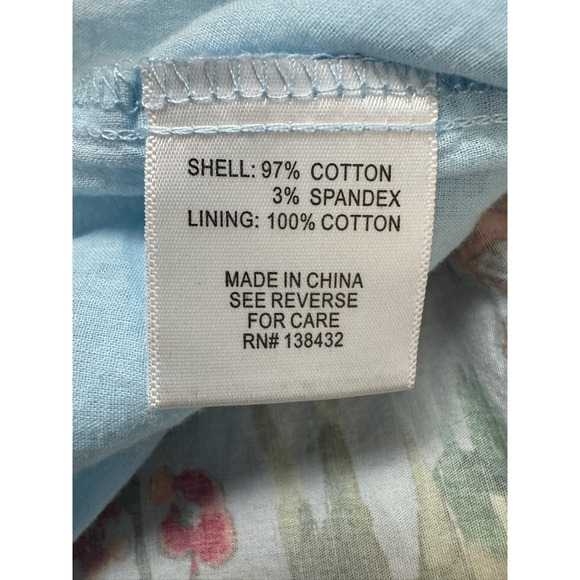 SHELL: 97% COTTON
3% SPANDEX
LINING: 100% COTTON
MADE IN CHINA
SEE REVERSE
FOR CARE
RN# 138432